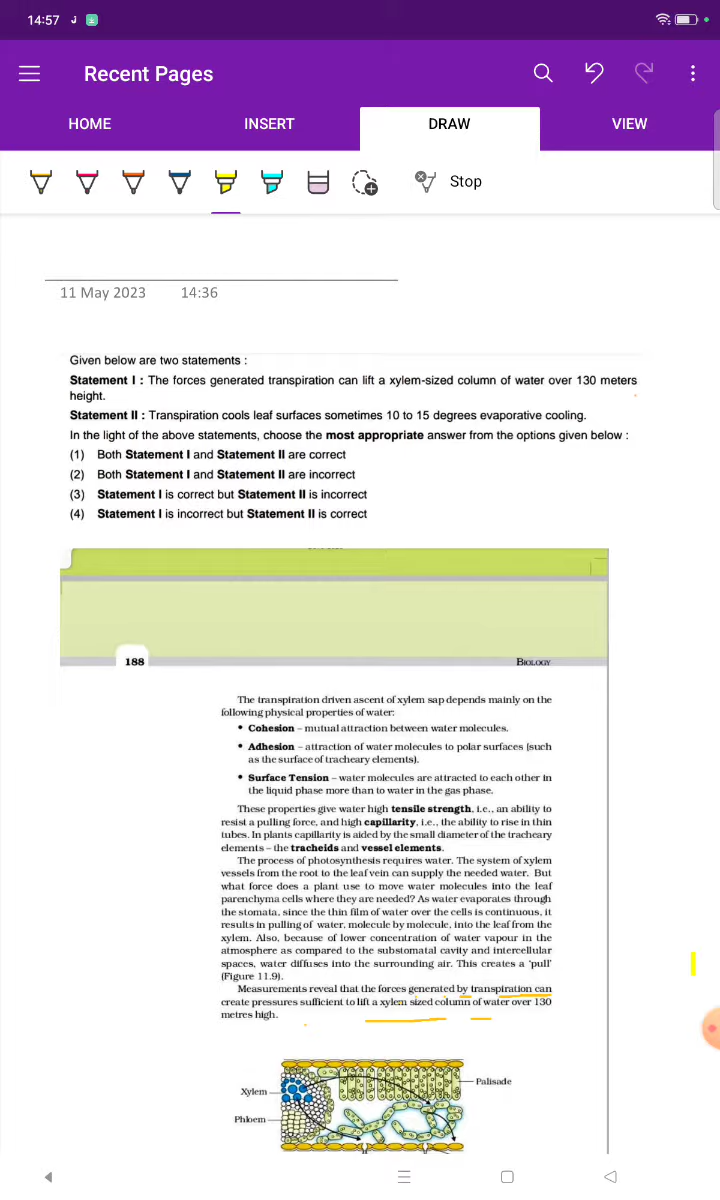 14:57
Recent Pages
HOME INSERT DRAW VIEW
Stop
11 May 2023 14:36
Given below are two statements :
Statement I : The forces generated transpiration can lift a xylem-sized column of water over 130 meters
height.
Statement II : Transpiration cools leaf surfaces sometimes 10 to 15 degrees evaporative cooling.
In the light of the above statements, choose the most appropriate answer from the options given below :
(1) Both Statement I and Statement II are correct
(2) Both Statement I and Statement II are incorrect
(3) Statement I is correct but Statement II is incorrect
(4) Statement I is incorrect but Statement II is correct
188 BIOLOGY
The transpiration driven ascent of xylem sap depends mainly on the
following physical properties of water:
• Cohesion – mutual attraction between water molecules.
• Adhesion – attraction of water molecules to polar surfaces (such
as the surface of tracheary elements).
• Surface Tension – water molecules are attracted to each other in
the liquid phase more than to water in the gas phase.
These properties give water high tensile strength, i.e., an ability to
resist a pulling force, and high capillarity, i.e., the ability to rise in thin
tubes. In plants capillarity is aided by the small diameter of the tracheary
elements – the tracheids and vessel elements.
The process of photosynthesis requires water. The system of xylem
vessels from the root to the leaf vein can supply the needed water. But
what force does a plant use to move water molecules into the leaf
parenchyma cells where they are needed? As water evaporates through
the stomata, since the thin film of water over the cells is continuous, it
results in pulling of water, molecule by molecule, into the leaf from the
xylem. Also, because of lower concentration of water vapour in the
atmosphere as compared to the substomatal cavity and intercellular
spaces, water diffuses into the surrounding air. This creates a 'pull'
(Figure 11.9).
Measurements reveal that the forces generated by transpiration can
create pressures sufficient to lift a xylem sized column of water over 130
metres high.
Palisade
Xylem
Phloem